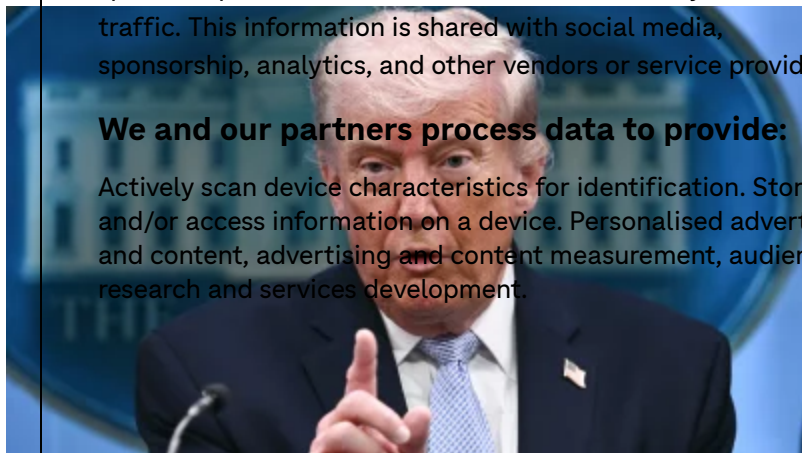 traffic. This information is shared with social media,
sponsorship, analytics, and other vendors or service
We and our partners process data to provide:
Actively scan device characteristics for identification.
and/or access information on a device. Personalised
and content, advertising and content measurement,
research and services development.
THE